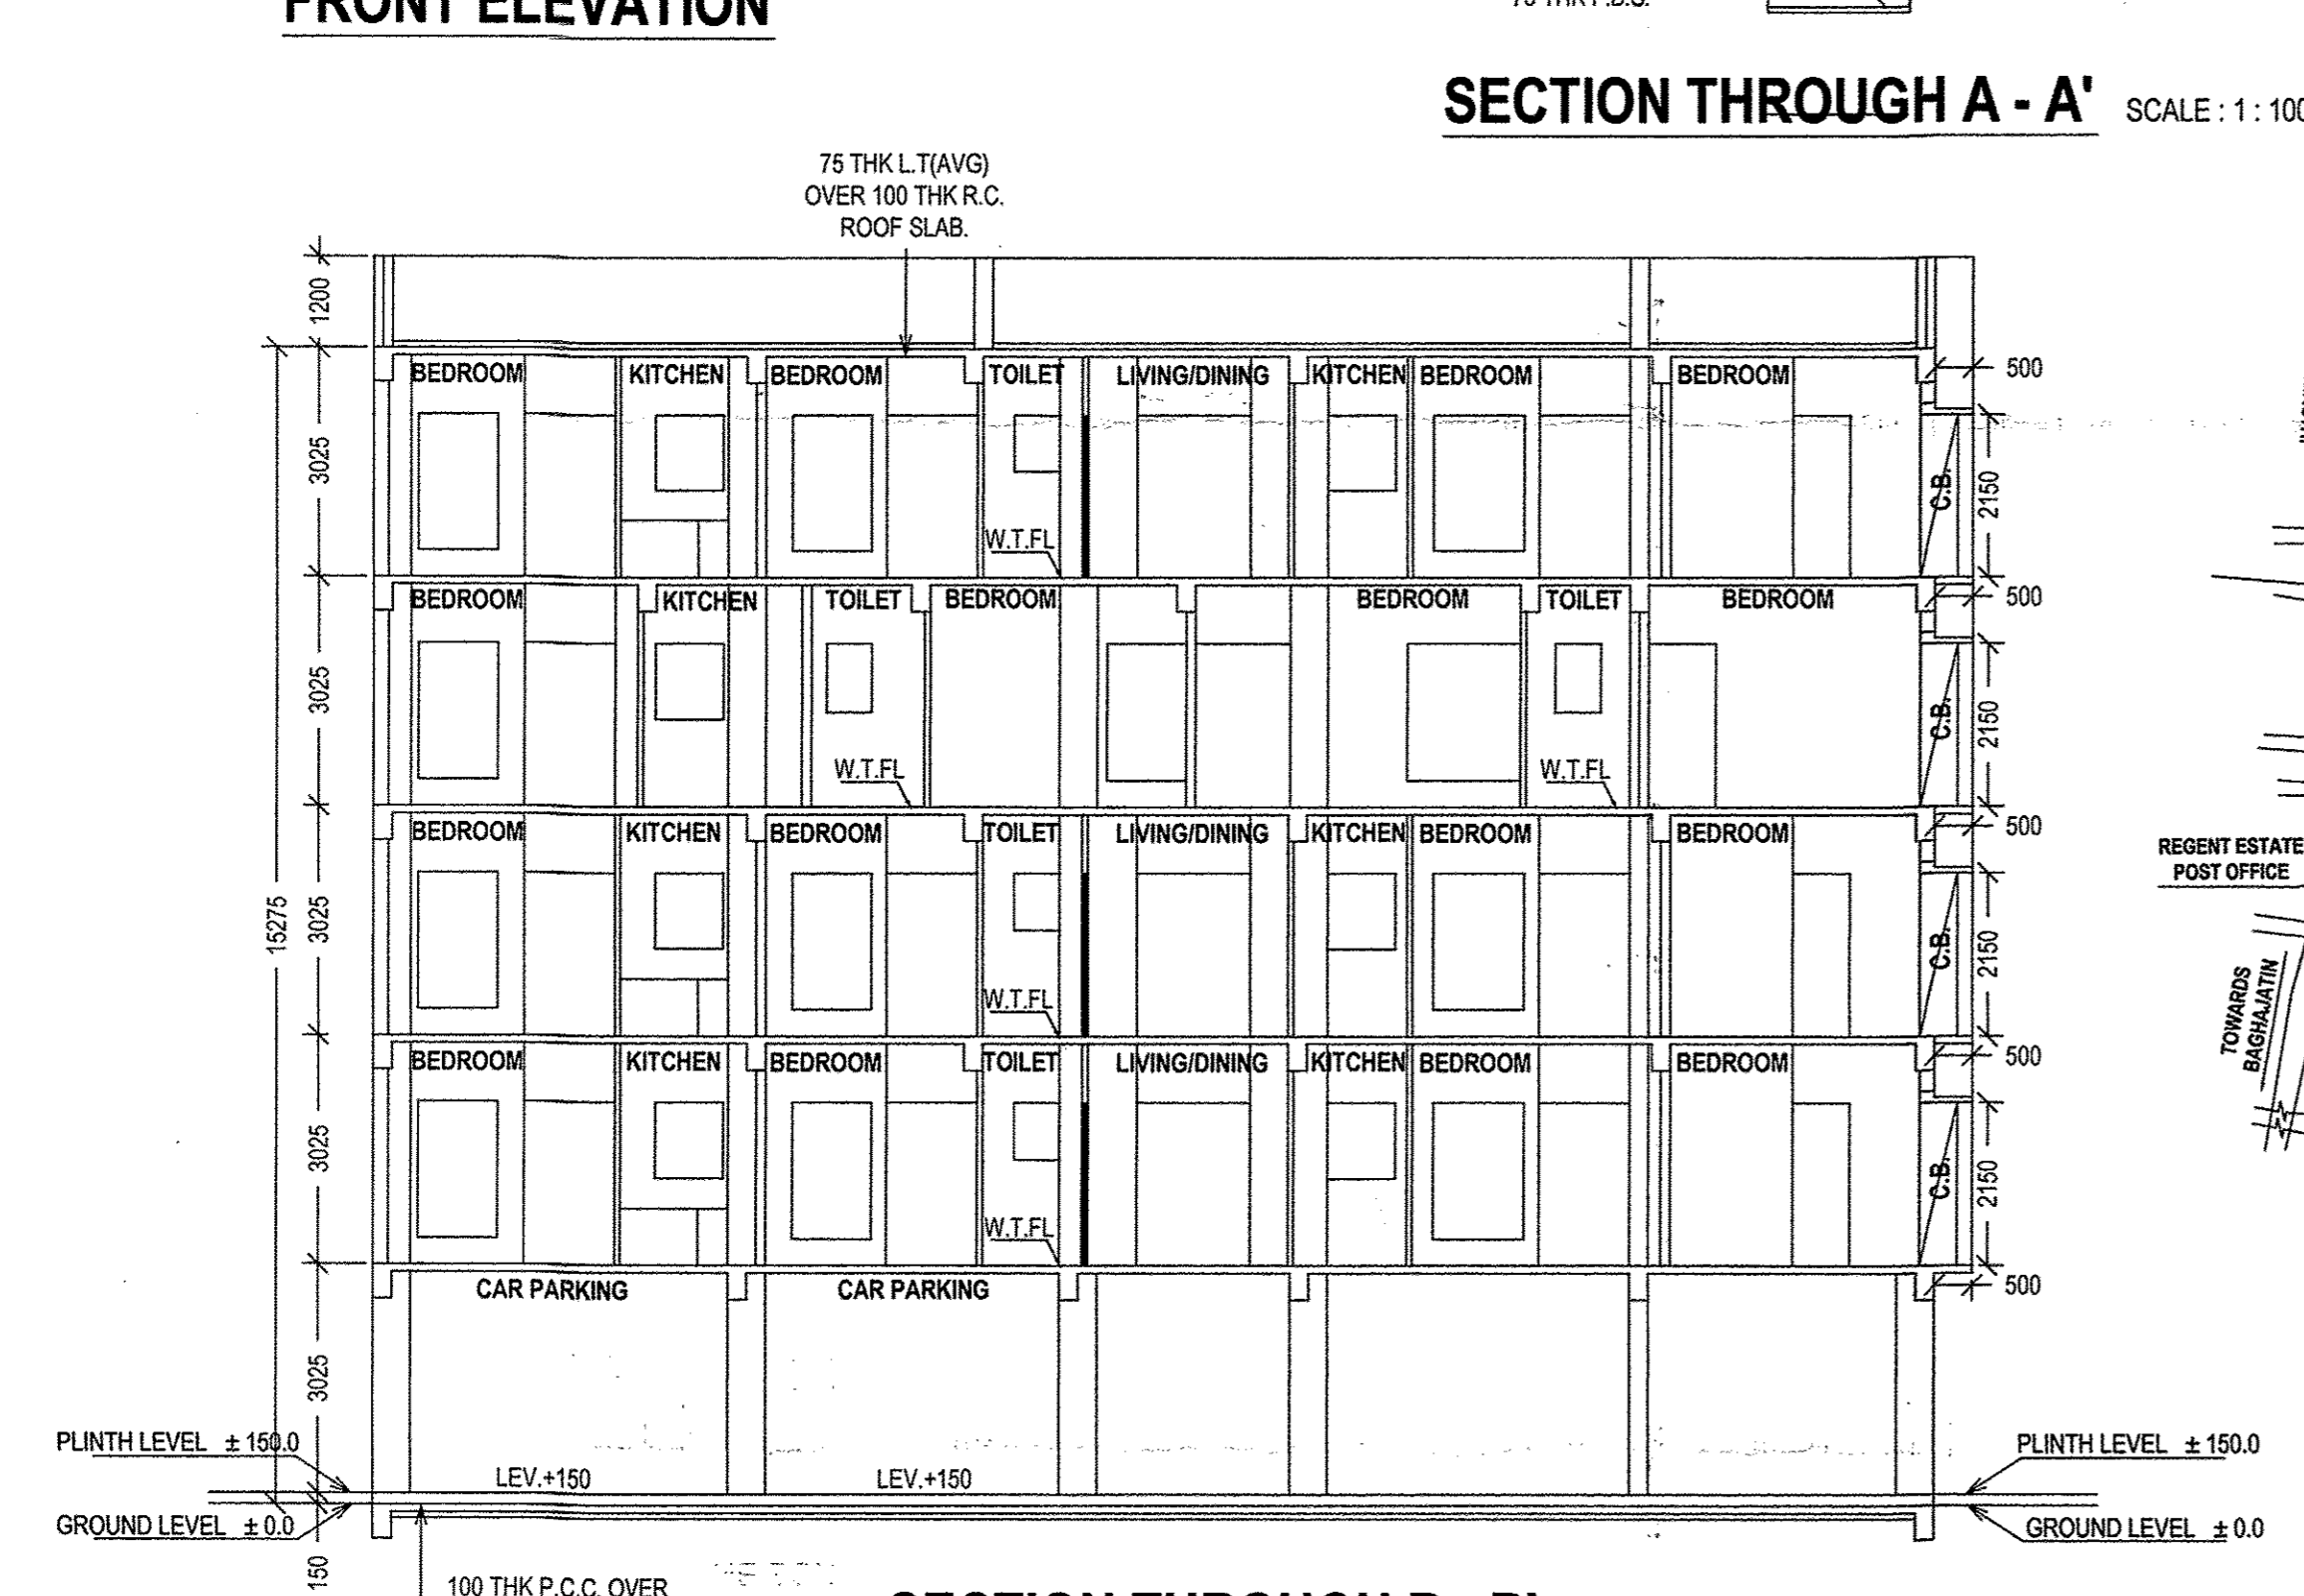 FRONT ELEVATION
75 THK P.B.S.
SECTION THROUGH A - A' SCALE : 1 : 100
75 THK L.T(AVG)
OVER 100 THK R.C.
ROOF SLAB.
1200
BEDROOM KITCHEN BEDROOM TOILET LIVING/DINING KITCHEN BEDROOM BEDROOM 500
3025 C.B. 2150
W.T.FL
BEDROOM KITCHEN TOILET BEDROOM BEDROOM TOILET BEDROOM 500
3025 C.B. 2150
W.T.FL W.T.FL
BEDROOM KITCHEN BEDROOM TOILET LIVING/DINING KITCHEN BEDROOM BEDROOM 500
REGENT ESTATE
POST OFFICE
15275 3025 C.B. 2150
W.T.FL
TOWARDS
BAGHAJATIN
BEDROOM KITCHEN BEDROOM TOILET LIVING/DINING KITCHEN BEDROOM BEDROOM 500
3025 C.B. 2150
W.T.FL
CAR PARKING CAR PARKING 500
3025
PLINTH LEVEL ± 150.0 PLINTH LEVEL ± 150.0
LEV.+150 LEV.+150
GROUND LEVEL ± 0.0 GROUND LEVEL ± 0.0
150
100 THK P.C.C. OVER
SECTION THROUGH B - B'